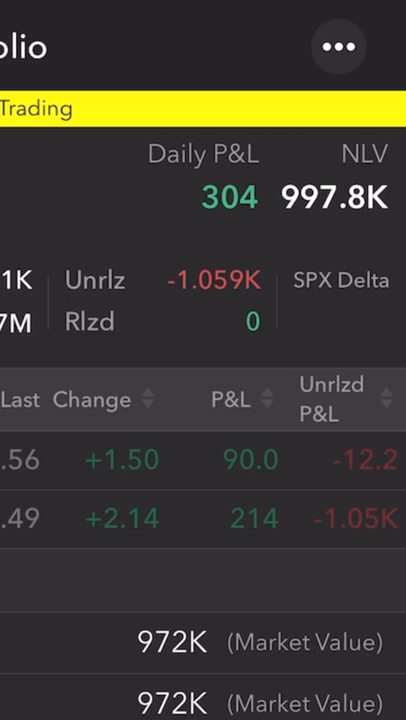 olio
Trading
Daily P&L NLV
304 997.8K
1K Unrlz -1.059K SPX Delta
7M Rlzd 0
Last Change P&L Unrlzd P&L
.56 +1.50 90.0 -12.2
.49 +2.14 214 -1.05K
972K (Market Value)
972K (Market Value)